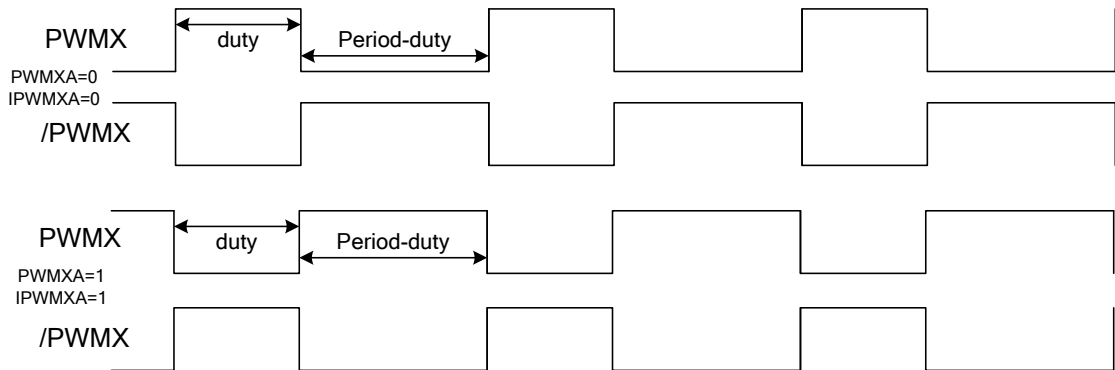 PWMX
duty
Period-duty
PWMXA=0
IPWMXA=0
/PWMX
PWMX
duty
Period-duty
PWMXA=1
IPWMXA=1
/PWMX